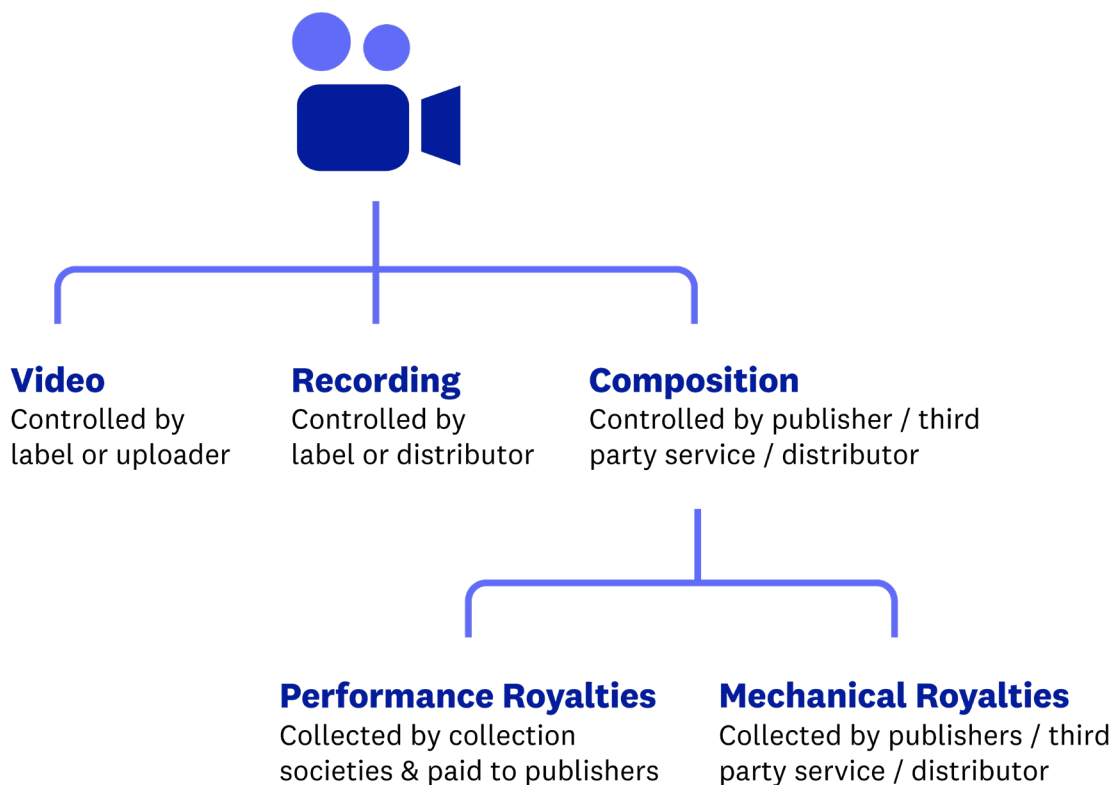 Video
Controlled by
label or uploader
Recording
Controlled by
label or distributor
Composition
Controlled by publisher / third
party service / distributor
Performance Royalties
Collected by collection
societies & paid to publishers
Mechanical Royalties
Collected by publishers / third
party service / distributor